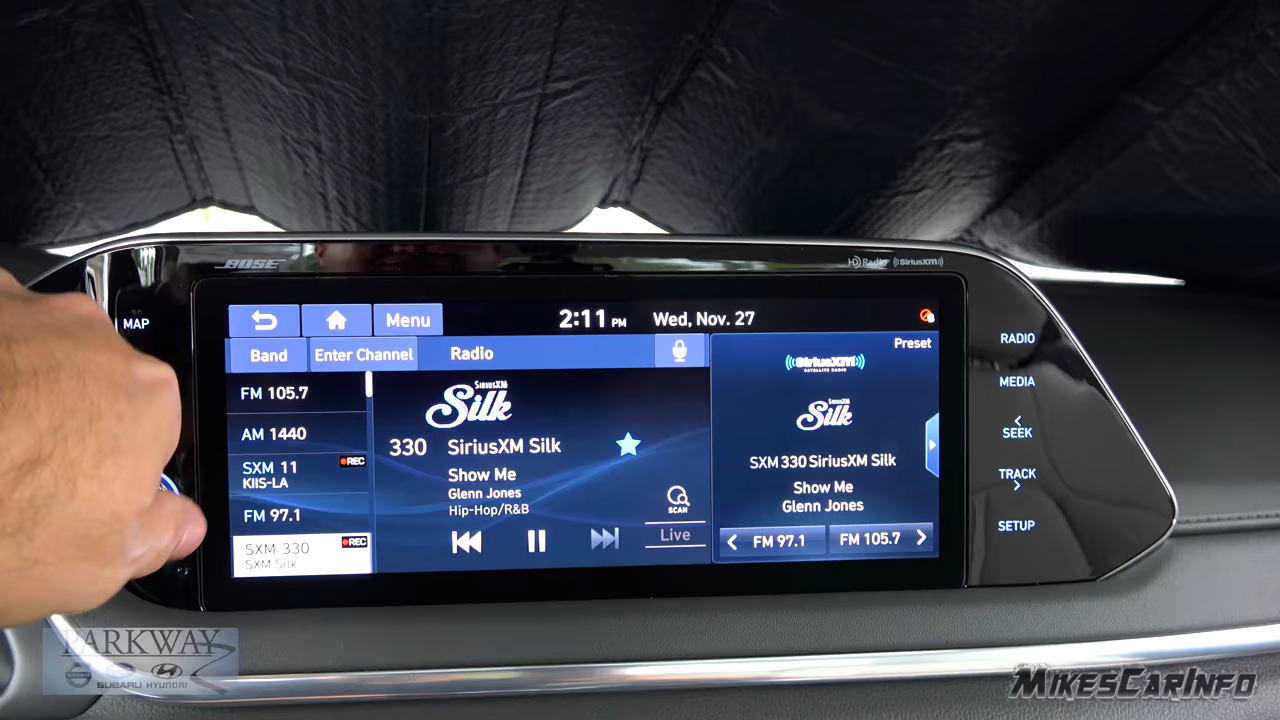 BOSE
HD Radio
SiriusXM
MAP
Menu
2:11 PM
Wed, Nov. 27
Band
Enter Channel
Radio
FM 105.7
AM 1440
SXM 11
REC
KIIS-LA
FM 97.1
SXM 330
REC
SXM Silk
SIRIUSXM
Silk
330 SiriusXM Silk
Show Me
Glenn Jones
Hip-Hop/R&B
SCAN
Live
Preset
SiriusXM
SATELLITE RADIO
SIRIUSXM
Silk
SXM 330 SiriusXM Silk
Show Me
Glenn Jones
FM 97.1
FM 105.7
RADIO
MEDIA
SEEK
TRACK
SETUP
PARKWAY
VOLVO
SUBARU HYUNDAI
MIKESCARINFO